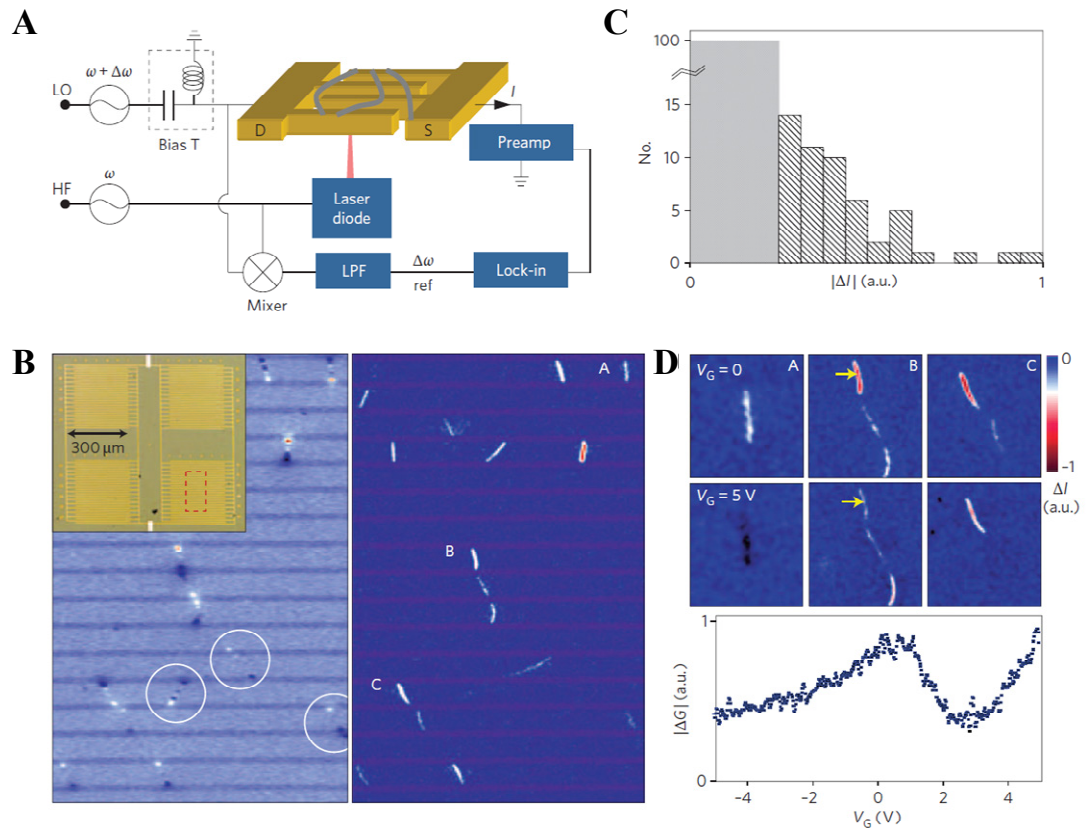 A
ω + Δω
LO
Bias T
D
S
I
Preamp
HF
ω
Laser
diode
Mixer
LPF
Δω
ref
Lock-in
C
100
15
10
5
0
No.
0
|ΔI| (a.u.)
1
B
300 μm
A
B
C
D
V_G = 0
A
B
C
0
-1
ΔI
(a.u.)
V_G = 5 V
1
0
|ΔG| (a.u.)
-4
-2
0
2
4
V_G (V)